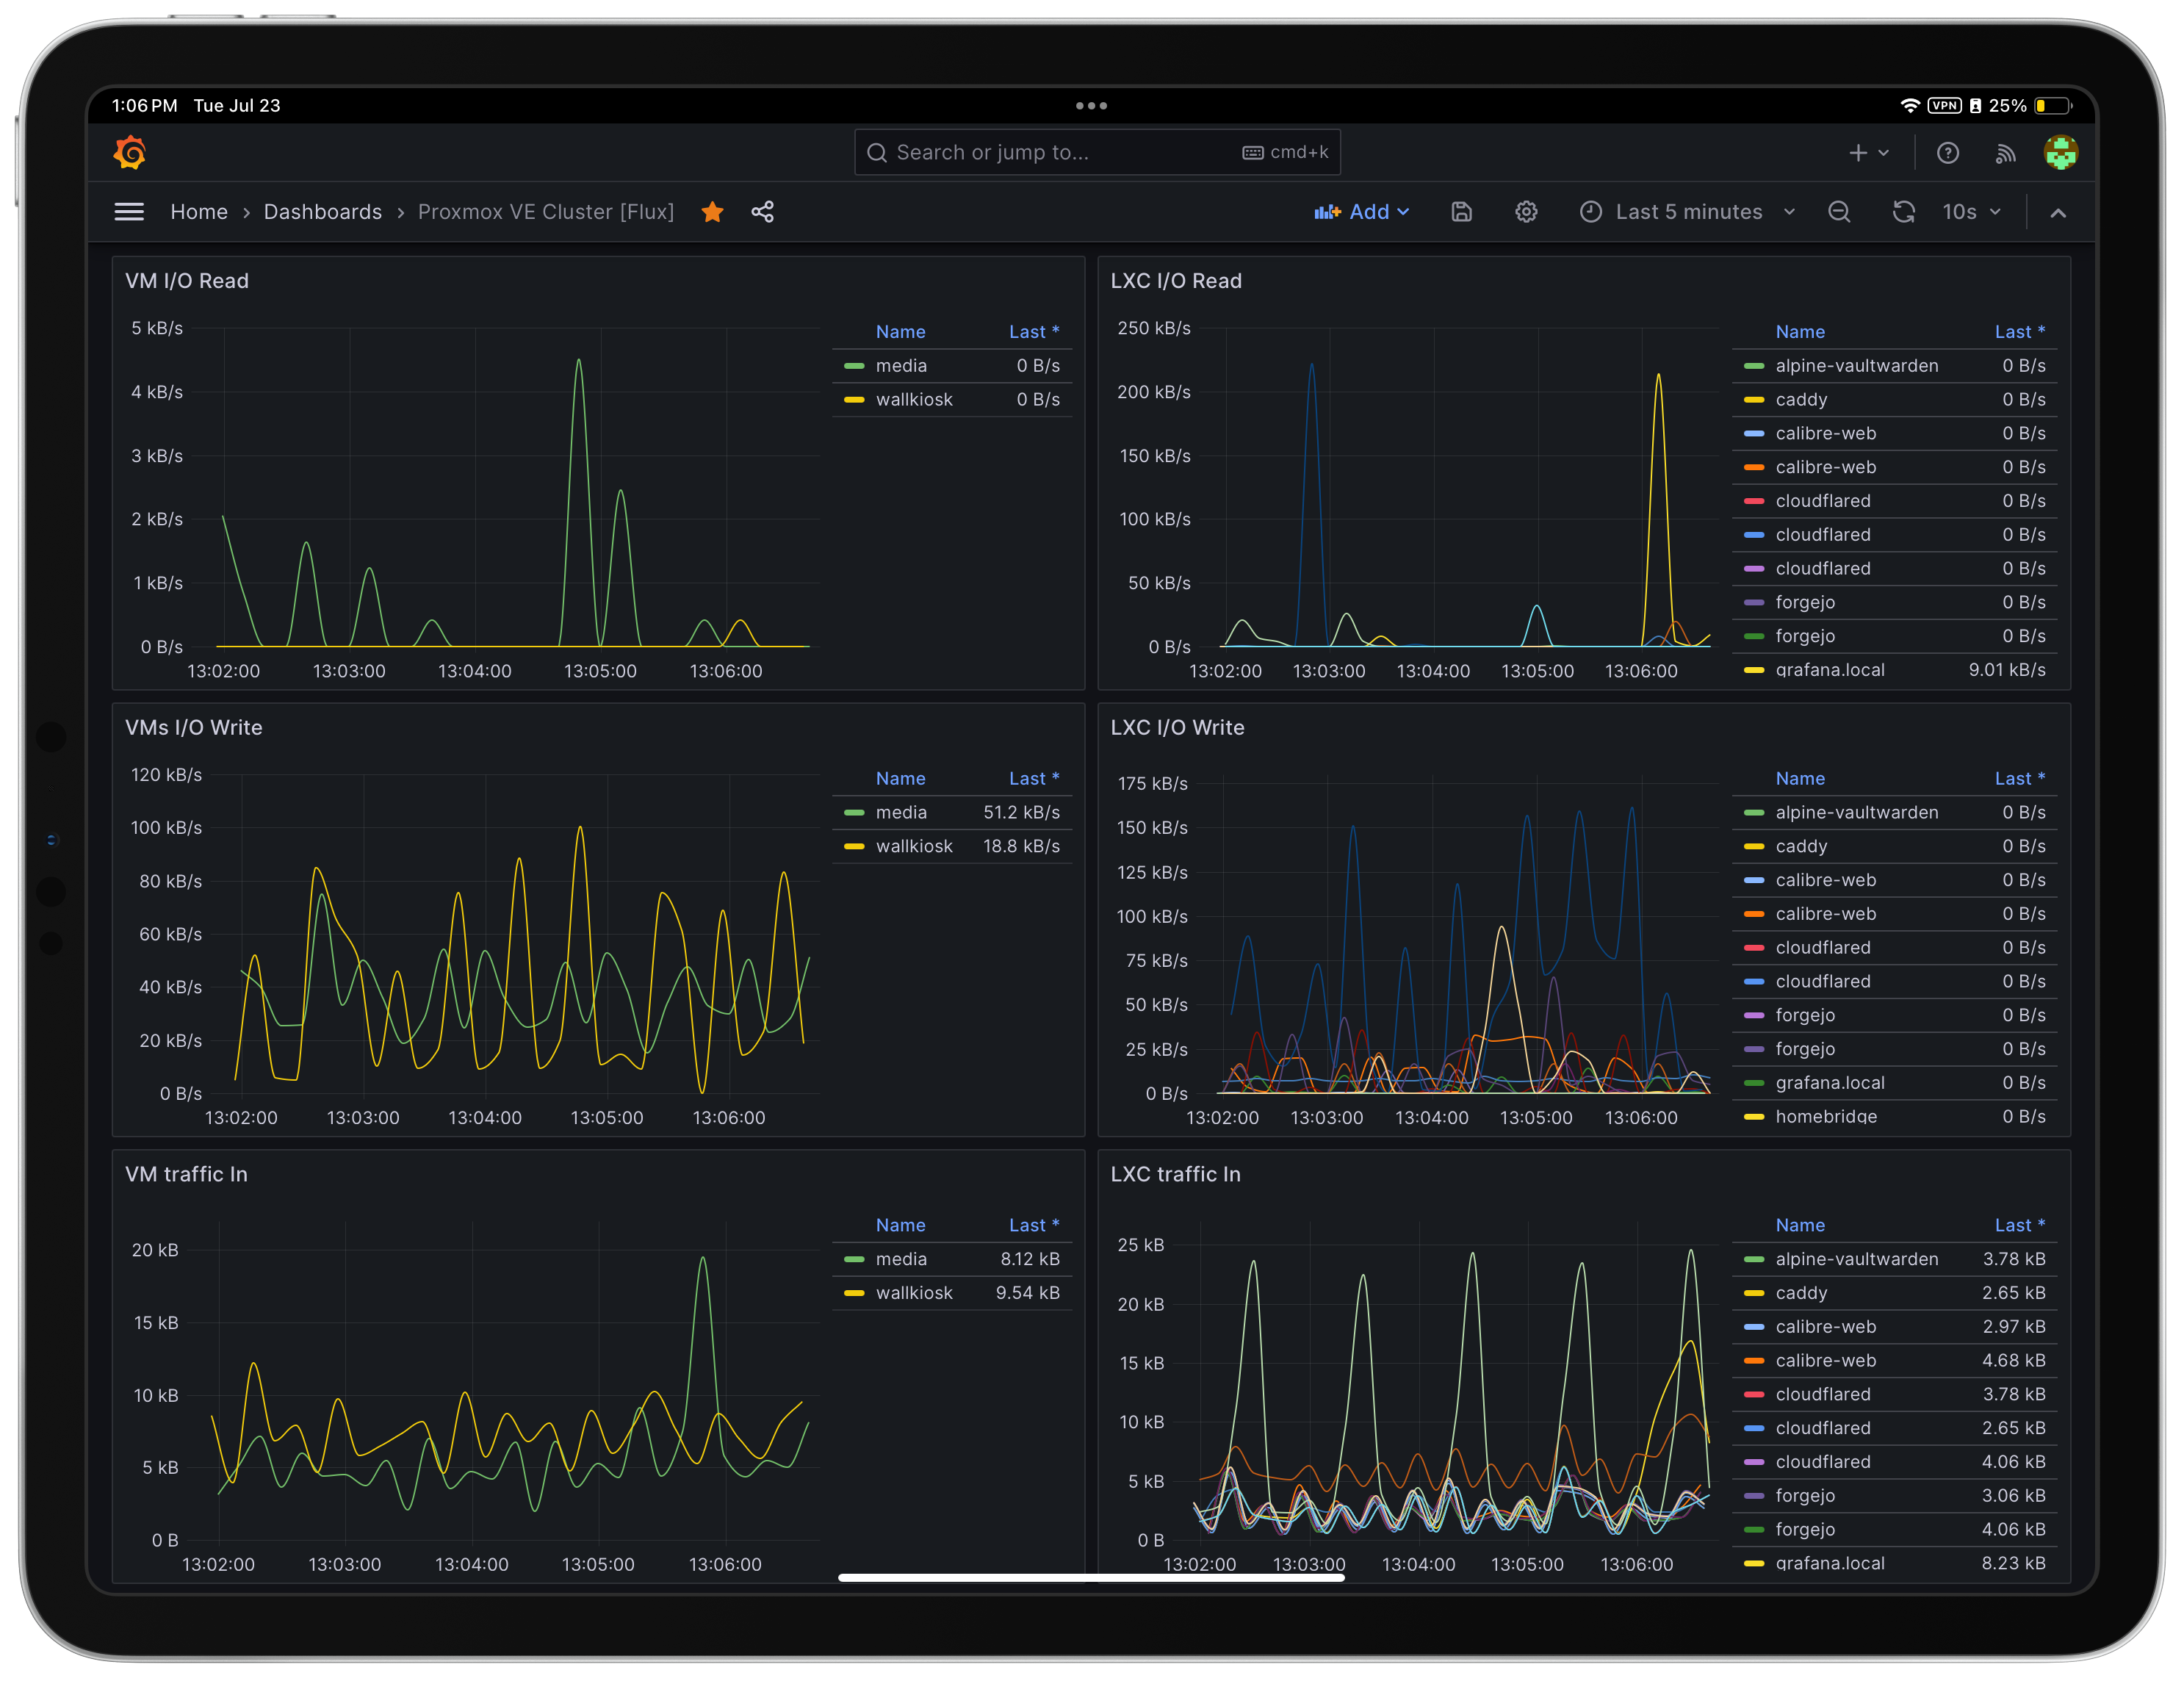 1:06 PM Tue Jul 23
VPN 25%
Search or jump to... cmd+k
Home › Dashboards › Proxmox VE Cluster [Flux]
Add Last 5 minutes 10s
VM I/O Read
5 kB/s
4 kB/s
3 kB/s
2 kB/s
1 kB/s
0 B/s
13:02:00 13:03:00 13:04:00 13:05:00 13:06:00
Name Last *
media 0 B/s
wallkiosk 0 B/s
LXC I/O Read
250 kB/s
200 kB/s
150 kB/s
100 kB/s
50 kB/s
0 B/s
13:02:00 13:03:00 13:04:00 13:05:00 13:06:00
Name Last *
alpine-vaultwarden 0 B/s
caddy 0 B/s
calibre-web 0 B/s
calibre-web 0 B/s
cloudflared 0 B/s
cloudflared 0 B/s
cloudflared 0 B/s
forgejo 0 B/s
forgejo 0 B/s
grafana.local 9.01 kB/s
VMs I/O Write
120 kB/s
100 kB/s
80 kB/s
60 kB/s
40 kB/s
20 kB/s
0 B/s
13:02:00 13:03:00 13:04:00 13:05:00 13:06:00
Name Last *
media 51.2 kB/s
wallkiosk 18.8 kB/s
LXC I/O Write
175 kB/s
150 kB/s
125 kB/s
100 kB/s
75 kB/s
50 kB/s
25 kB/s
0 B/s
13:02:00 13:03:00 13:04:00 13:05:00 13:06:00
Name Last *
alpine-vaultwarden 0 B/s
caddy 0 B/s
calibre-web 0 B/s
calibre-web 0 B/s
cloudflared 0 B/s
cloudflared 0 B/s
forgejo 0 B/s
forgejo 0 B/s
grafana.local 0 B/s
homebridge 0 B/s
VM traffic In
20 kB
15 kB
10 kB
5 kB
0 B
13:02:00 13:03:00 13:04:00 13:05:00 13:06:00
Name Last *
media 8.12 kB
wallkiosk 9.54 kB
LXC traffic In
25 kB
20 kB
15 kB
10 kB
5 kB
0 B
13:02:00 13:03:00 13:04:00 13:05:00 13:06:00
Name Last *
alpine-vaultwarden 3.78 kB
caddy 2.65 kB
calibre-web 2.97 kB
calibre-web 4.68 kB
cloudflared 3.78 kB
cloudflared 2.65 kB
cloudflared 4.06 kB
forgejo 3.06 kB
forgejo 4.06 kB
grafana.local 8.23 kB